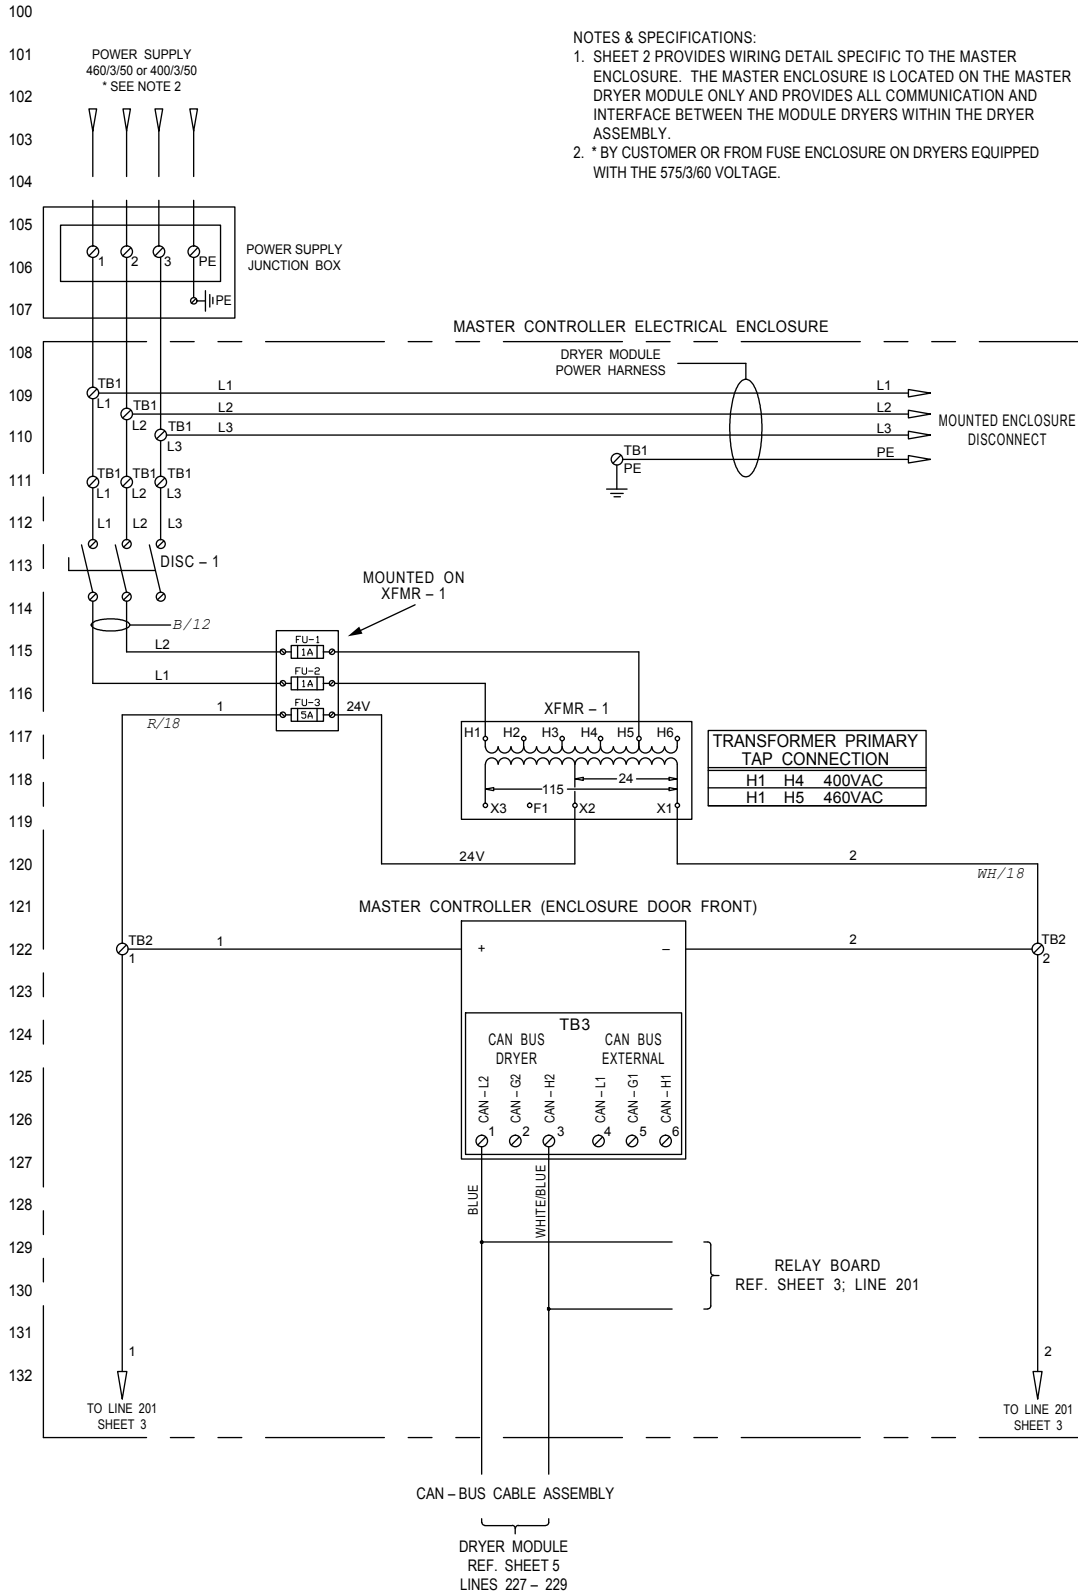 100
101
102
103
104
105
106
107
108
109
110
111
112
113
114
115
116
117
118
119
120
121
122
123
124
125
126
127
128
129
130
131
132
POWER SUPPLY
460/3/50 or 400/3/50
* SEE NOTE 2
NOTES & SPECIFICATIONS:
1. SHEET 2 PROVIDES WIRING DETAIL SPECIFIC TO THE MASTER
ENCLOSURE. THE MASTER ENCLOSURE IS LOCATED ON THE MASTER
DRYER MODULE ONLY AND PROVIDES ALL COMMUNICATION AND
INTERFACE BETWEEN THE MODULE DRYERS WITHIN THE DRYER
ASSEMBLY.
2. * BY CUSTOMER OR FROM FUSE ENCLOSURE ON DRYERS EQUIPPED
WITH THE 575/3/60 VOLTAGE.
1 2 3 PE
PE
POWER SUPPLY
JUNCTION BOX
MASTER CONTROLLER ELECTRICAL ENCLOSURE
DRYER MODULE
POWER HARNESS
TB1 L1 L1 L1
TB1 L2 L2 L2
TB1 L3 L3 L3
TB1 PE PE
MOUNTED ENCLOSURE
DISCONNECT
TB1 TB1 TB1
L1 L2 L3
L1 L2 L3
DISC – 1
MOUNTED ON
XFMR – 1
B/12
L2 FU-1
1A
L1 FU-2
1A
1 FU-3 24V
5A
R/18
XFMR – 1
H1 H2 H3 H4 H5 H6
24
115
X3 F1 X2 X1
TRANSFORMER PRIMARY
TAP CONNECTION
H1 H4 400VAC
H1 H5 460VAC
24V
2
WH/18
MASTER CONTROLLER (ENCLOSURE DOOR FRONT)
TB2 1 + – 2 TB2
1 2
TB3
CAN BUS
DRYER
CAN BUS
EXTERNAL
CAN – L2
CAN – G2
CAN – H2
CAN – L1
CAN – G1
CAN – H1
1 2 3 4 5 6
BLUE
WHITE/BLUE
RELAY BOARD
REF. SHEET 3; LINE 201
1
TO LINE 201
SHEET 3
2
TO LINE 201
SHEET 3
CAN – BUS CABLE ASSEMBLY
DRYER MODULE
REF. SHEET 5
LINES 227 – 229